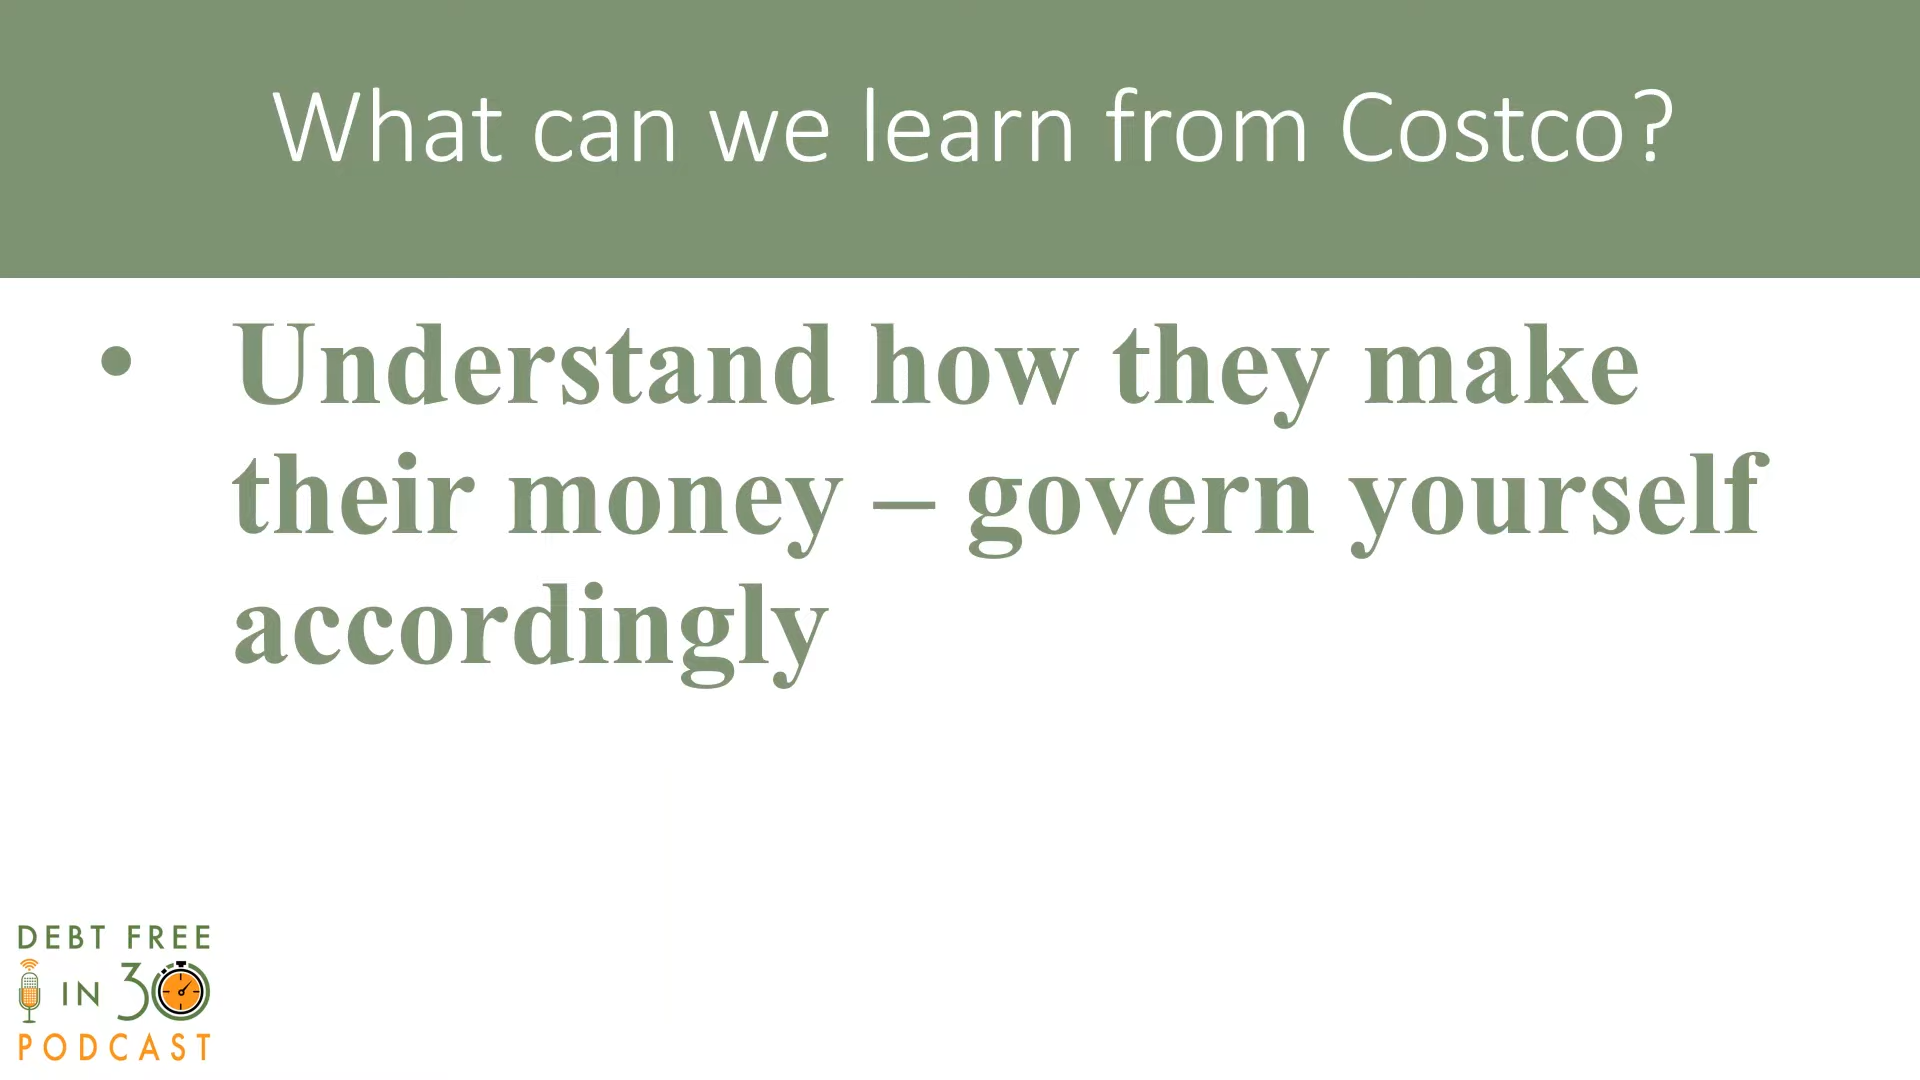 What can we learn from Costco?
• Understand how they make
their money – govern yourself
accordingly
DEBT FREE
IN 30
PODCAST